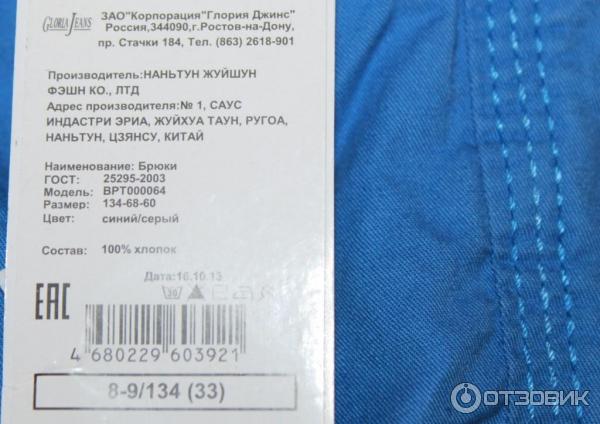 GLORIA JEANS
ЗАО"Корпорация"Глория Джинс"
Россия,344090,г.Ростов-на-Дону,
пр. Стачки 184, Тел. (863) 2618-901
Производитель:НАНЬТУН ЖУЙШУН
ФЭШН КО., ЛТД
Адрес производителя:№ 1, САУС
ИНДАСТРИ ЭРИА, ЖУЙХУА ТАУН, РУГОА,
НАНЬТУН, ЦЗЯНСУ, КИТАЙ
Наименование: Брюки
ГОСТ: 25295-2003
Модель: BPT000064
Размер: 134-68-60
Цвет: синий/серый
Состав: 100% хлопок
Дата:16.10.13
EAC
30
4 680229 603921
8-9/134 (33)
ОТЗОВИК